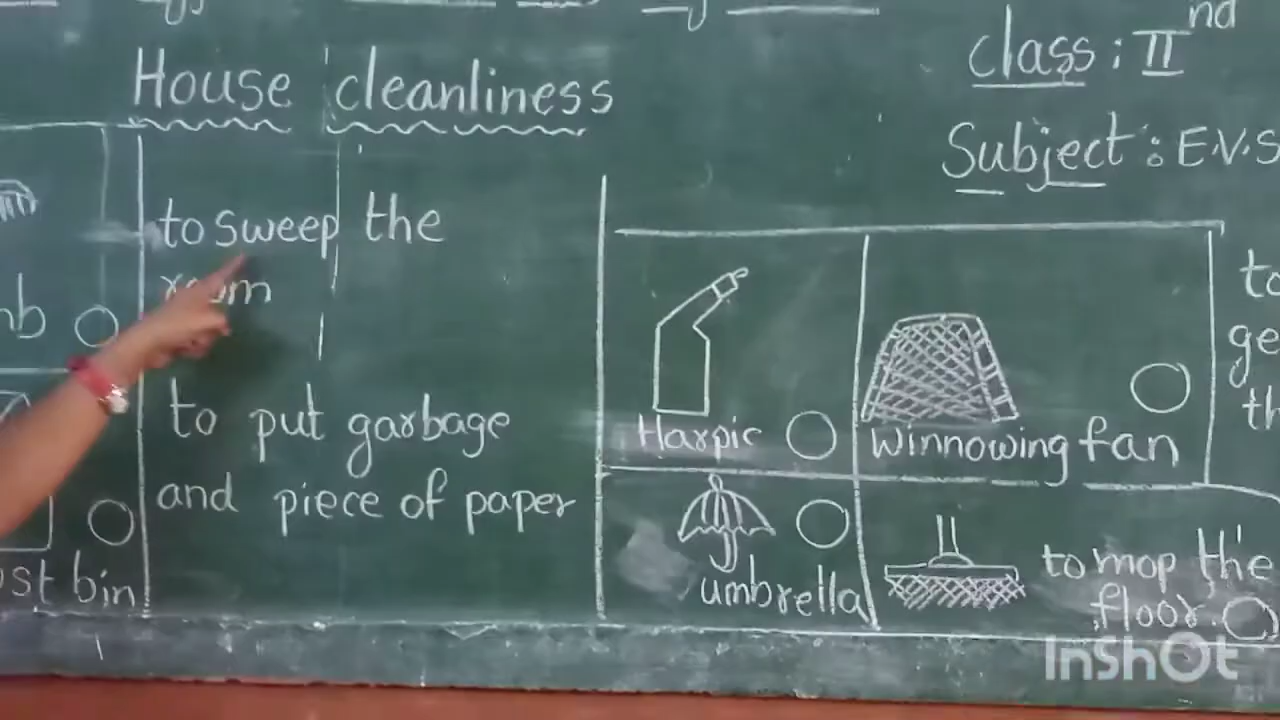 nd
class : II
House cleanliness
Subject : E.V.S
to sweep the
room
to put garbage
and piece of paper
bin
Harpic
Winnowing fan
umbrella
to mop the
floor.
InShOt